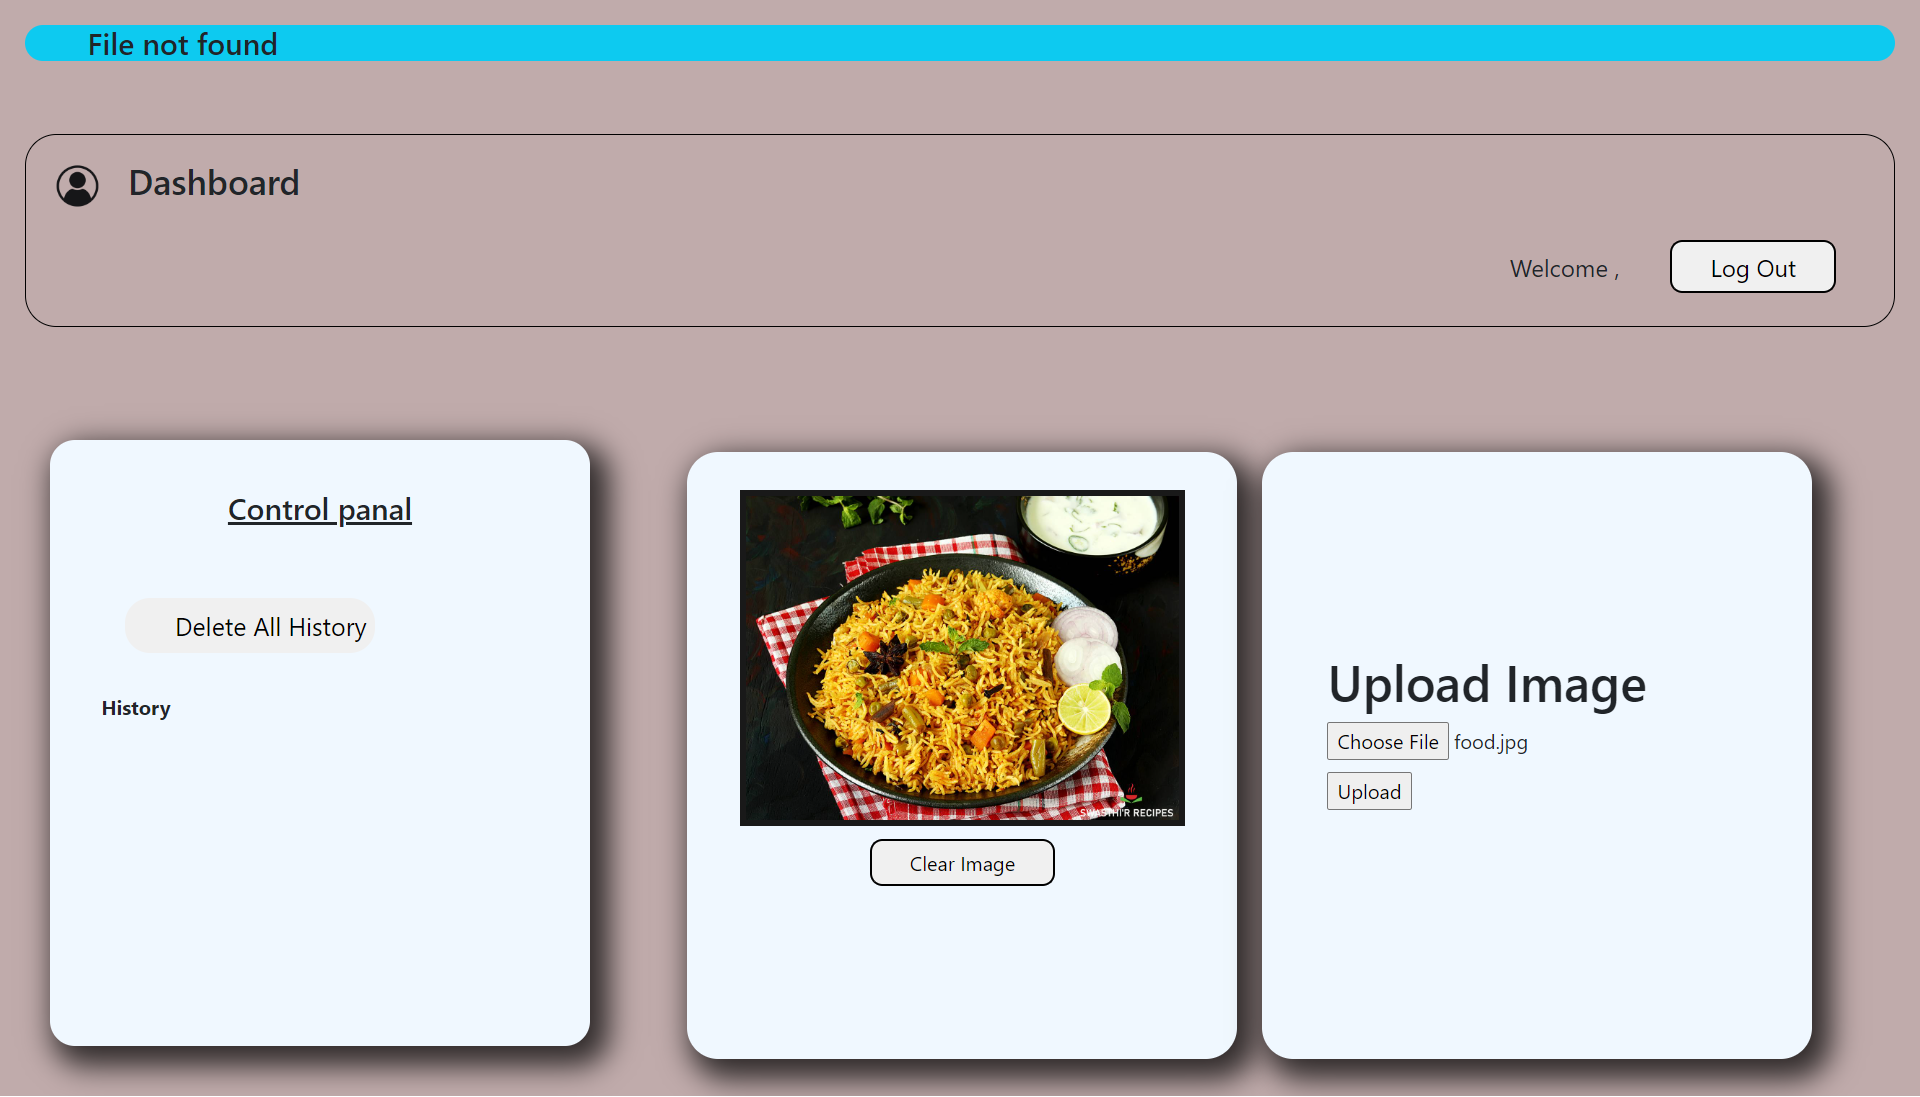 File not found
Dashboard
Welcome ,
Log Out
Control panal
Delete All History
History
SWASTHI'R RECIPES
Clear Image
Upload Image
Choose File food.jpg
Upload